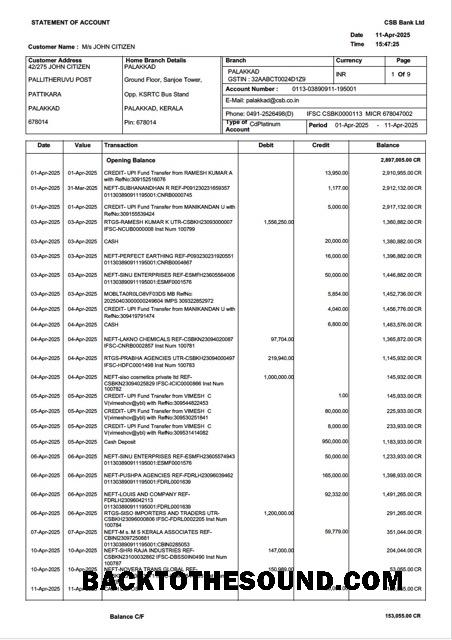 STATEMENT OF ACCOUNT CSB Bank Ltd
Date 11-Apr-2025
Customer Name : M/s JOHN CITIZEN Time 15:47:25
Customer Address Home Branch Details Branch Currency Page
42/275 JOHN CITIZEN PALAKKAD PALAKKAD INR 1 Of 9
GSTIN : 32AABCT0024D1Z9
PALLITHERUVU POST Ground Floor, Sanjoe Tower,
Account Number : 0113-03890911-195001
PATTIKARA Opp. KSRTC Bus Stand
E-Mail: palakkad@csb.co.in
PALAKKAD PALAKKAD, KERALA
Phone: 0491-2526498(D) IFSC CSBK0000113 MICR 678047002
678014 Pin: 678014
Type of Account CdPlatinum Period 01-Apr-2025 - 11-Apr-2025
Date Value Transaction Debit Credit Balance
Opening Balance 2,897,005.00 CR
01-Apr-2025 01-Apr-2025 CREDIT- UPI Fund Transfer from RAMESH KUMAR A 13,950.00 2,910,955.00 CR
with RefNo:309152516076
01-Apr-2025 31-Mar-2025 NEFT-SUBHANANDHAN R REF-P091230231659357 1,177.00 2,912,132.00 CR
011303890911195001:CNRB0000745
01-Apr-2025 01-Apr-2025 CREDIT- UPI Fund Transfer from MANIKANDAN U with 5,000.00 2,917,132.00 CR
RefNo:309155539424
03-Apr-2025 03-Apr-2025 RTGS-RAMESH KUMAR K UTR-CSBKH23093000007 1,556,250.00 1,360,882.00 CR
IFSC-NCUB0000008 Inst Num 100799
03-Apr-2025 03-Apr-2025 CASH 20,000.00 1,380,882.00 CR
03-Apr-2025 03-Apr-2025 NEFT-PERFECT EARTHING REF-P093230231920551 16,000.00 1,396,882.00 CR
011303890911195001:CNRB0004667
03-Apr-2025 03-Apr-2025 NEFT-SINU ENTERPRISES REF-ESMFH23605564006 50,000.00 1,446,882.00 CR
011303890911195001:ESMF0001576
03-Apr-2025 03-Apr-2025 MOBLTA0R0LO8VF03DS MB RefNo: 5,854.00 1,452,736.00 CR
20250403000000249604 IMPS 309322852972
04-Apr-2025 04-Apr-2025 CREDIT- UPI Fund Transfer from MANIKANDAN U with 4,040.00 1,456,776.00 CR
RefNo:309419791474
04-Apr-2025 04-Apr-2025 CASH 6,800.00 1,463,576.00 CR
04-Apr-2025 04-Apr-2025 NEFT-LAKNO CHEMICALS REF-CSBKN23094020087 97,704.00 1,365,872.00 CR
IFSC-CNRB0002857 Inst Num 100781
04-Apr-2025 04-Apr-2025 RTGS-PRABHA AGENCIES UTR-CSBKH23094000497 219,940.00 1,145,932.00 CR
IFSC-HDFC0001498 Inst Num 100783
04-Apr-2025 04-Apr-2025 NEFT-also cosmetics private ltd REF- 1,000,000.00 145,932.00 CR
CSBKN23094025829 IFSC-ICIC0000866 Inst Num
100782
05-Apr-2025 05-Apr-2025 CREDIT- UPI Fund Transfer from VIMESH C 1.00 145,933.00 CR
V(vimeshov@ybl) with RefNo:309544822453
05-Apr-2025 05-Apr-2025 CREDIT- UPI Fund Transfer from VIMESH C 80,000.00 225,933.00 CR
V(vimeshov@ybl) with RefNo:309530251841
05-Apr-2025 05-Apr-2025 CREDIT- UPI Fund Transfer from VIMESH C 8,000.00 233,933.00 CR
V(vimeshov@ybl) with RefNo:309531414082
05-Apr-2025 05-Apr-2025 Cash Deposit 950,000.00 1,183,933.00 CR
06-Apr-2025 06-Apr-2025 NEFT-SINU ENTERPRISES REF-ESMFH23605574943 50,000.00 1,233,933.00 CR
011303890911195001:ESMF0001576
06-Apr-2025 06-Apr-2025 NEFT-PUSHPA AGENCIES REF-FDRLH23096039462 165,000.00 1,398,933.00 CR
011303890911195001:FDRL0001639
06-Apr-2025 06-Apr-2025 NEFT-LOUIS AND COMPANY REF- 92,332.00 1,491,265.00 CR
FDRLH23096042113
011303890911195001:FDRL0001639
06-Apr-2025 06-Apr-2025 RTGS-SISO IMPORTERS AND TRADERS UTR- 1,200,000.00 291,265.00 CR
CSBKH23096000806 IFSC-FDRL0002205 Inst Num
100784
07-Apr-2025 07-Apr-2025 NEFT-M s. M S KERALA ASSOCIATES REF- 59,779.00 351,044.00 CR
CBIN23097250681
011303890911195001:CBIN0285053
10-Apr-2025 10-Apr-2025 NEFT-SHRI RAJA INDUSTRIES REF- 147,000.00 204,044.00 CR
CSBKN23100023962 IFSC-DBSS0IN0490 Inst Num
100787
10-Apr-2025 10-Apr-2025 NEFT-NOVERA TRANS GLOBAL REF- 150,989.00 53,055.00 CR
BACKTOTHESOUND.COM
11-Apr-2025 11-Apr-2025
Balance C/F 153,055.00 CR